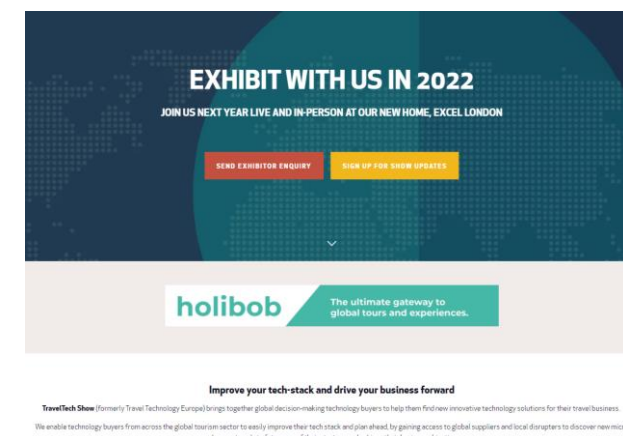 EXHIBIT WITH US IN 2022
JOIN US NEXT YEAR LIVE AND IN-PERSON AT OUR NEW HOME, EXCEL LONDON
SEND EXHIBITOR ENQUIRY
SIGN UP FOR SHOW UPDATES
holibob
The ultimate gateway to
global tours and experiences.
Improve your tech-stack and drive your business forward
TravelTech Show (formerly Travel Technology Europe) brings together global decision-making technology buyers to help them find new innovative technology solutions for their travel business.
We enable technology buyers from across the global tourism sector to easily improve their tech stack and plan ahead, by gaining access to global suppliers and local disrupters to discover new